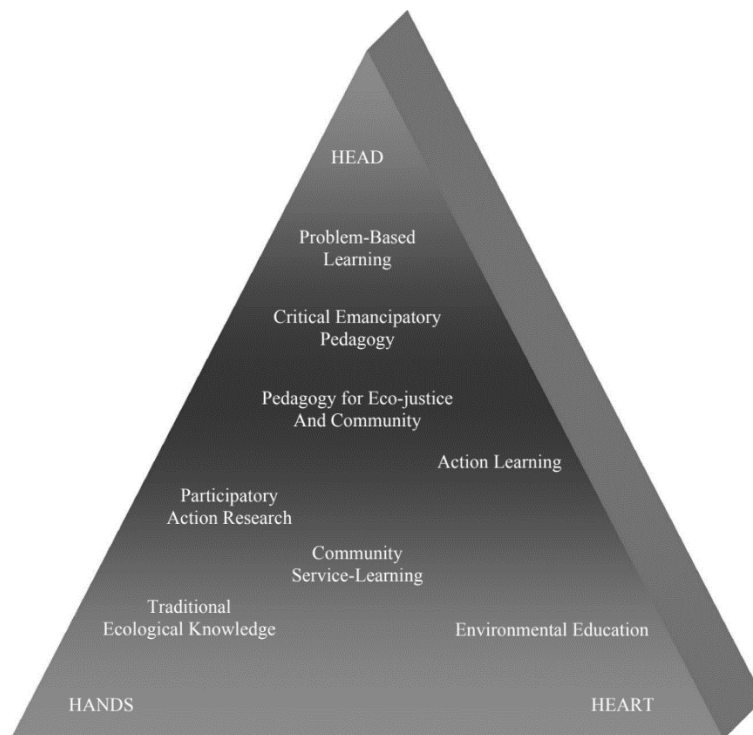 HEAD
Problem-Based
Learning
Critical Emancipatory
Pedagogy
Pedagogy for Eco-justice
And Community
Action Learning
Participatory
Action Research
Community
Service-Learning
Traditional
Ecological Knowledge
Environmental Education
HANDS
HEART